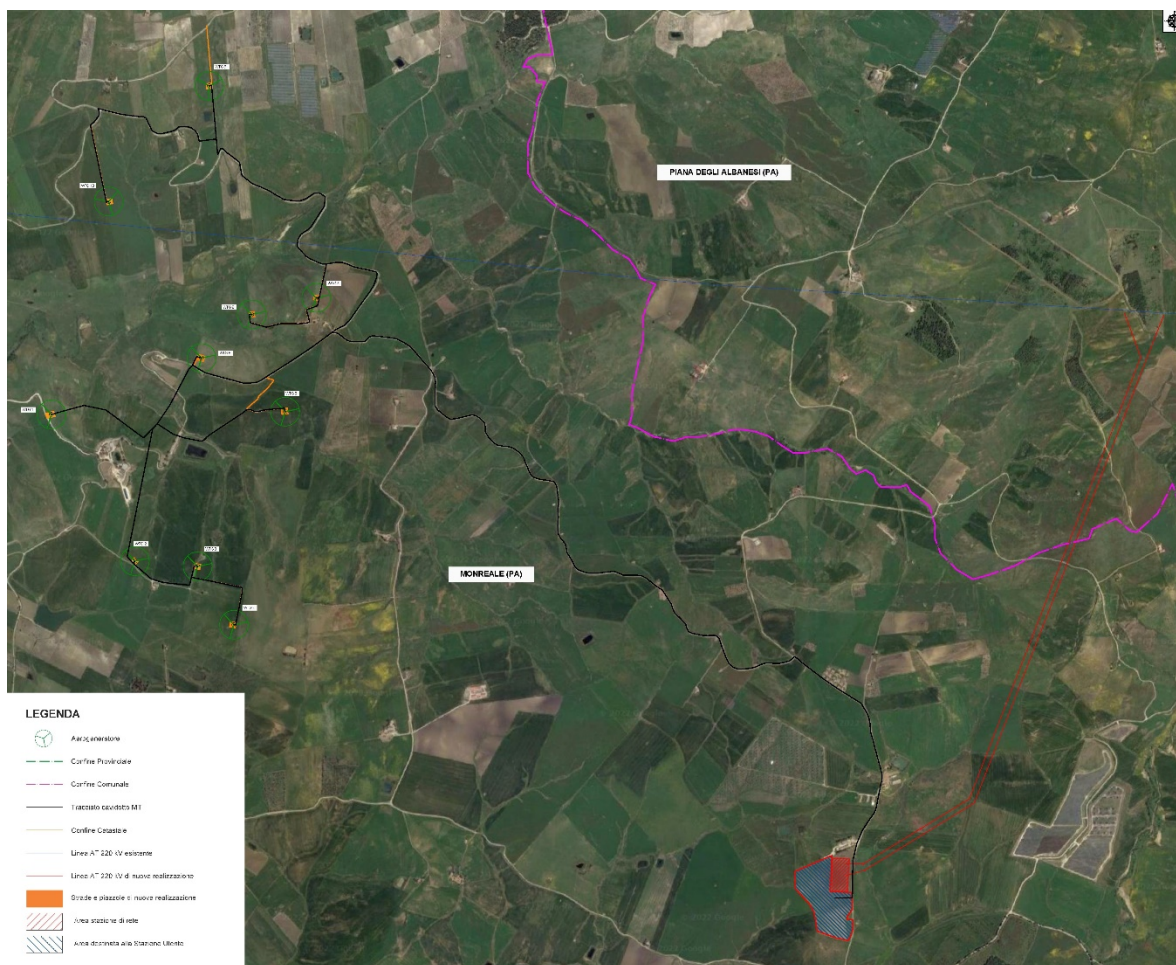 PIANA DEGLI ALBANESI (PA)
MONREALE (PA)
LEGENDA
Aerogeneratore
Confine Provinciale
Confine Comunale
Tracciato cavidotto MT
Confine Catastale
Linea AT 220 kV esistente
Linea AT 220 kV di nuova realizzazione
Strade e piazzole di nuova realizzazione
Area stazione di rete
Area destinata alla Stazione Utente